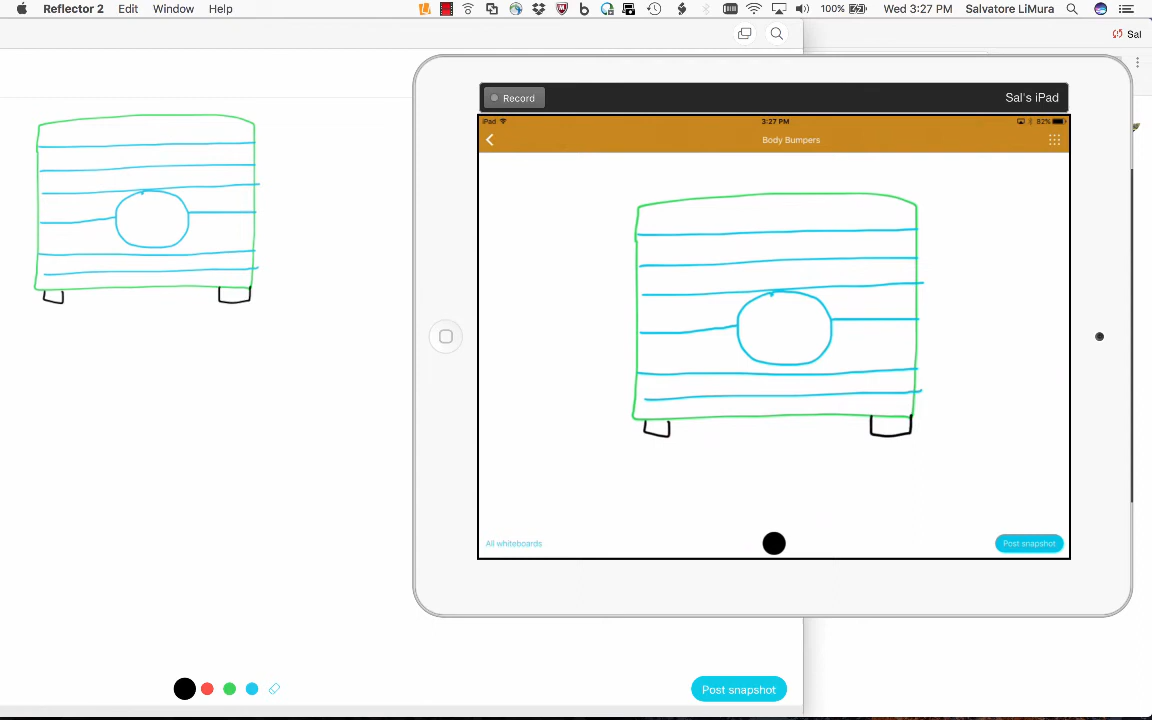 Reflector 2 Edit Window Help 100% Wed 3:27 PM Salvatore LiMura
Sal
Record Sal's iPad
iPad 3:27 PM 82%
Body Bumpers
All whiteboards Post snapshot
Post snapshot